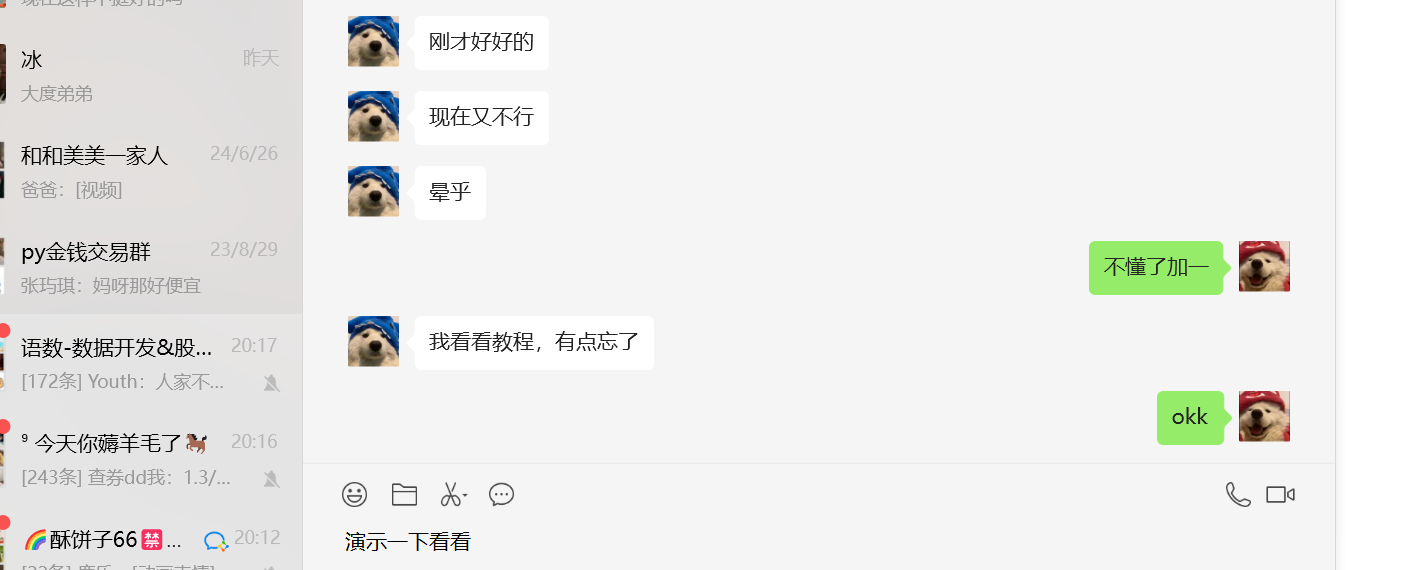 冰
昨天
大度弟弟
和和美美一家人
24/6/26
爸爸：[视频]
py金钱交易群
23/8/29
张玙琪：妈呀那好便宜
语数-数据开发&股...
20:17
[172条] Youth：人家不...
⁹ 今天你薅羊毛了🐎
20:16
[243条] 查券dd我：1.3/...
🌈酥饼子66🈲...
20:12
刚才好好的
现在又不行
晕乎
不懂了加一
我看看教程，有点忘了
okk
演示一下看看